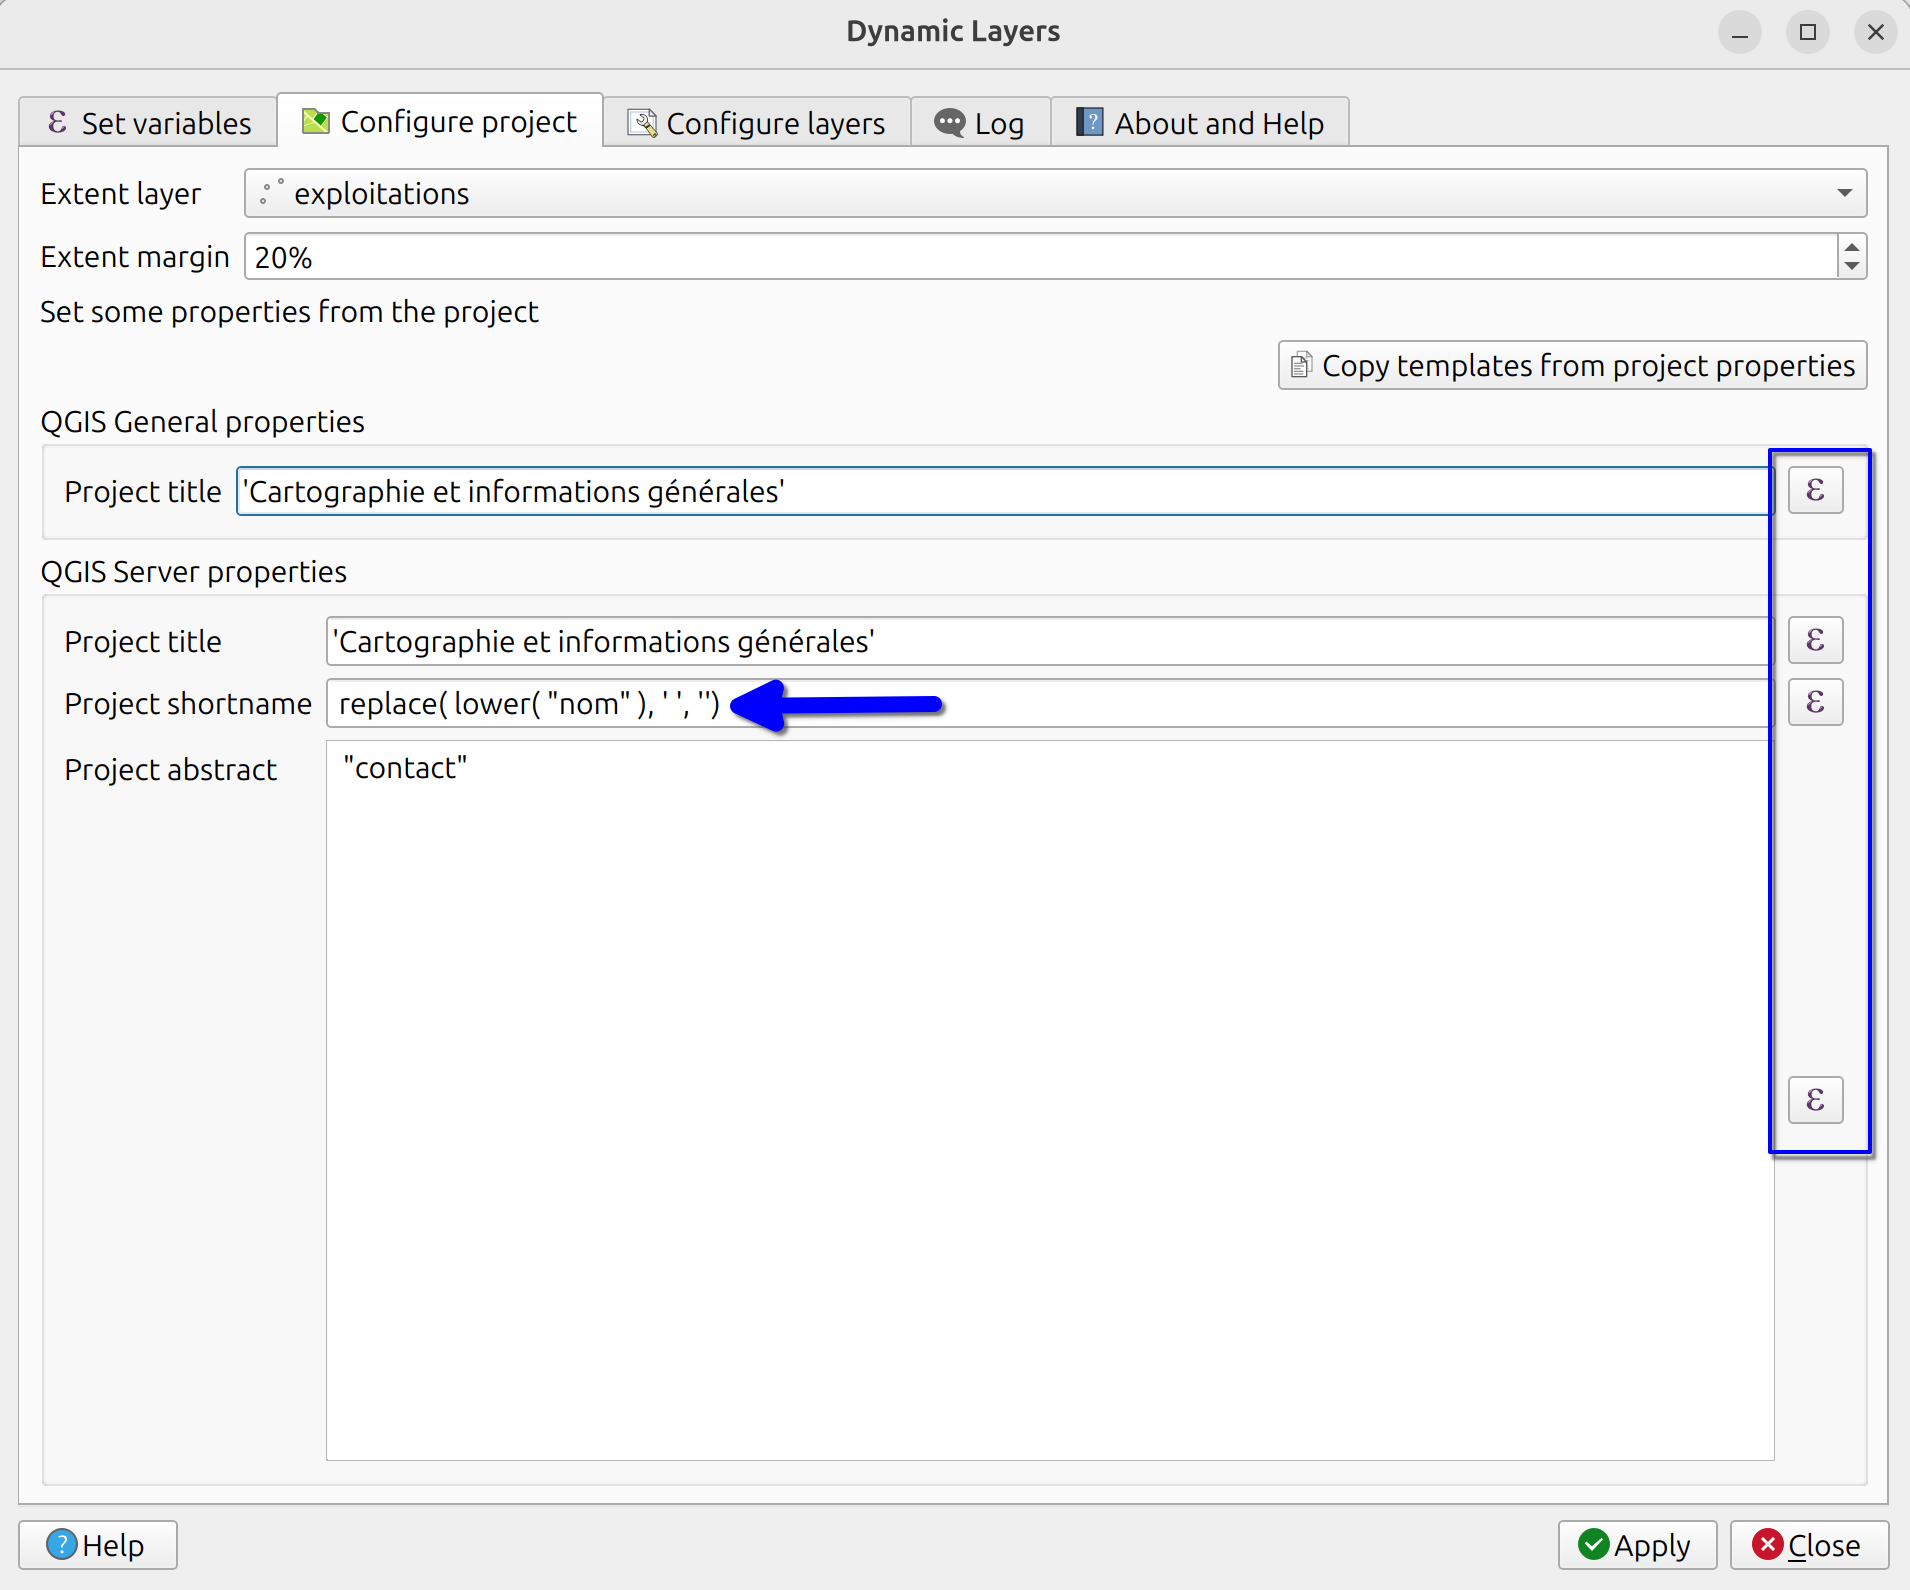 Dynamic Layers
ε Set variables Configure project Configure layers Log About and Help
Extent layer exploitations
Extent margin 20%
Set some properties from the project
Copy templates from project properties
QGIS General properties
Project title 'Cartographie et informations générales' ε
QGIS Server properties
Project title 'Cartographie et informations générales' ε
Project shortname replace( lower( "nom" ), ' ', '') ε
Project abstract "contact"
ε
Help Apply Close